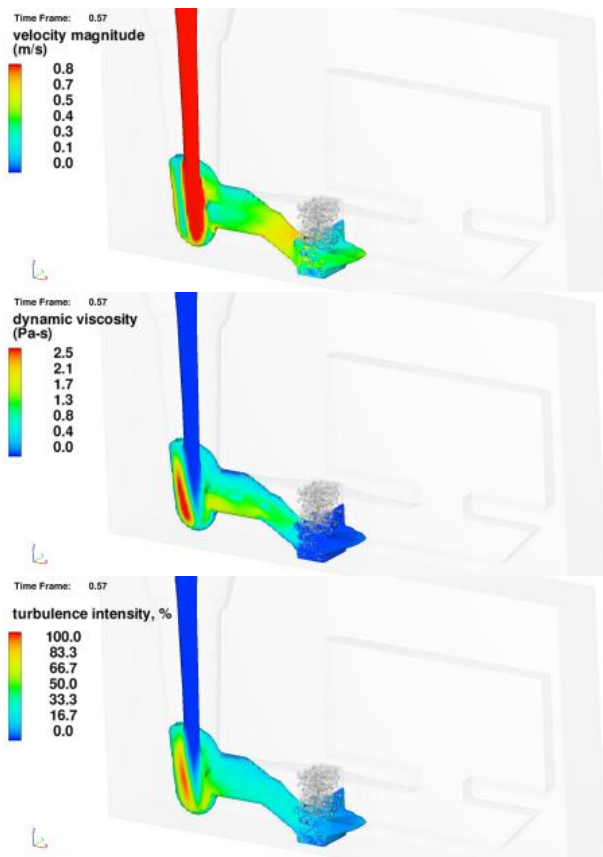 Time Frame: 0.57
velocity magnitude
(m/s)
0.8
0.7
0.5
0.4
0.3
0.1
0.0
Time Frame: 0.57
dynamic viscosity
(Pa-s)
2.5
2.1
1.7
1.3
0.8
0.4
0.0
Time Frame: 0.57
turbulence intensity, %
100.0
83.3
66.7
50.0
33.3
16.7
0.0